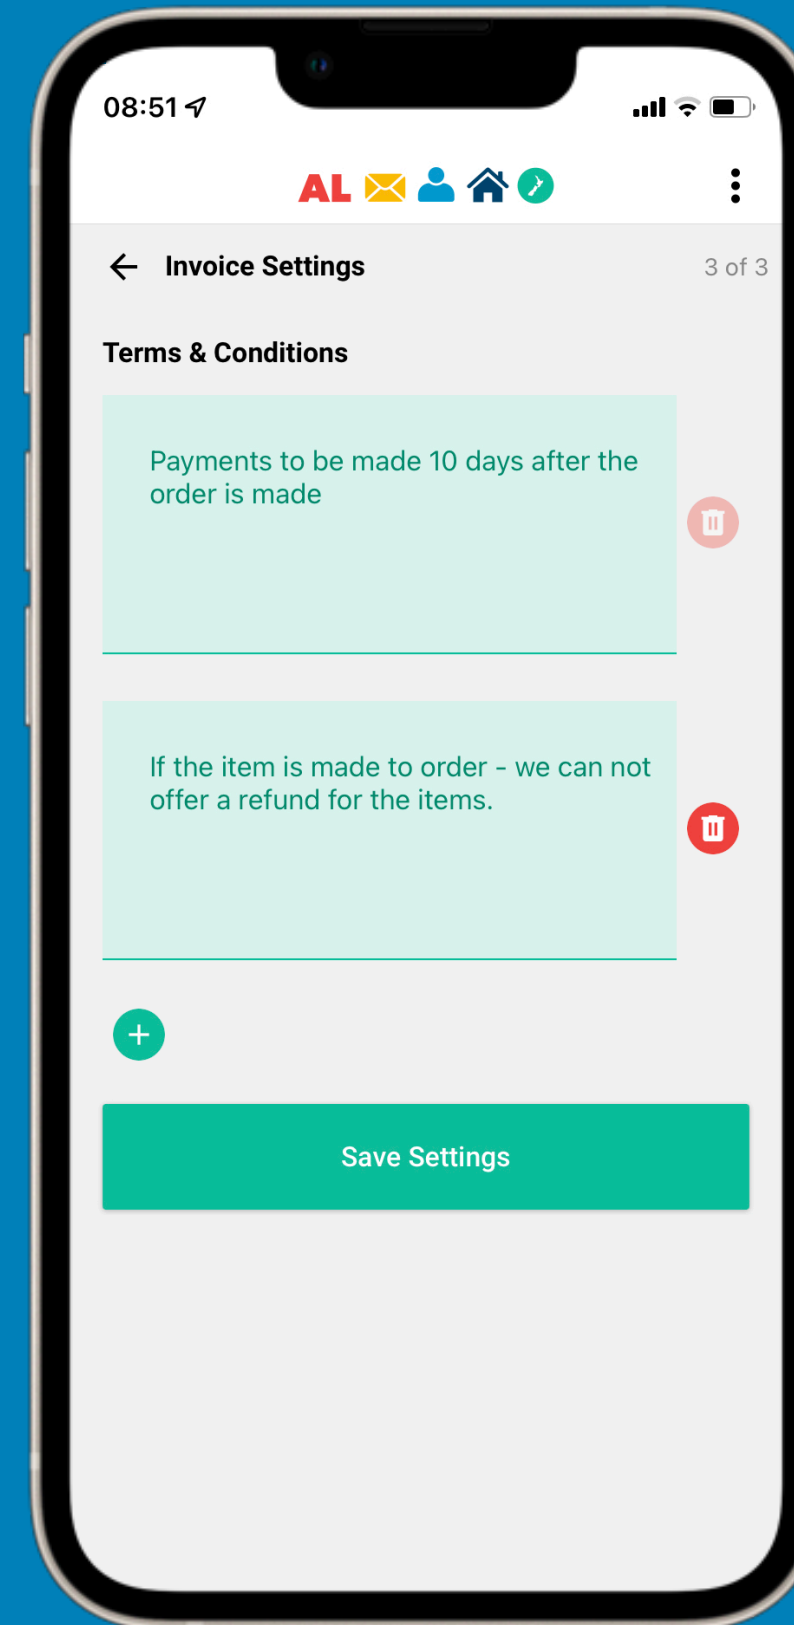 08:51
AL
Invoice Settings
3 of 3
Terms & Conditions
Payments to be made 10 days after the
order is made
If the item is made to order - we can not
offer a refund for the items.
Save Settings